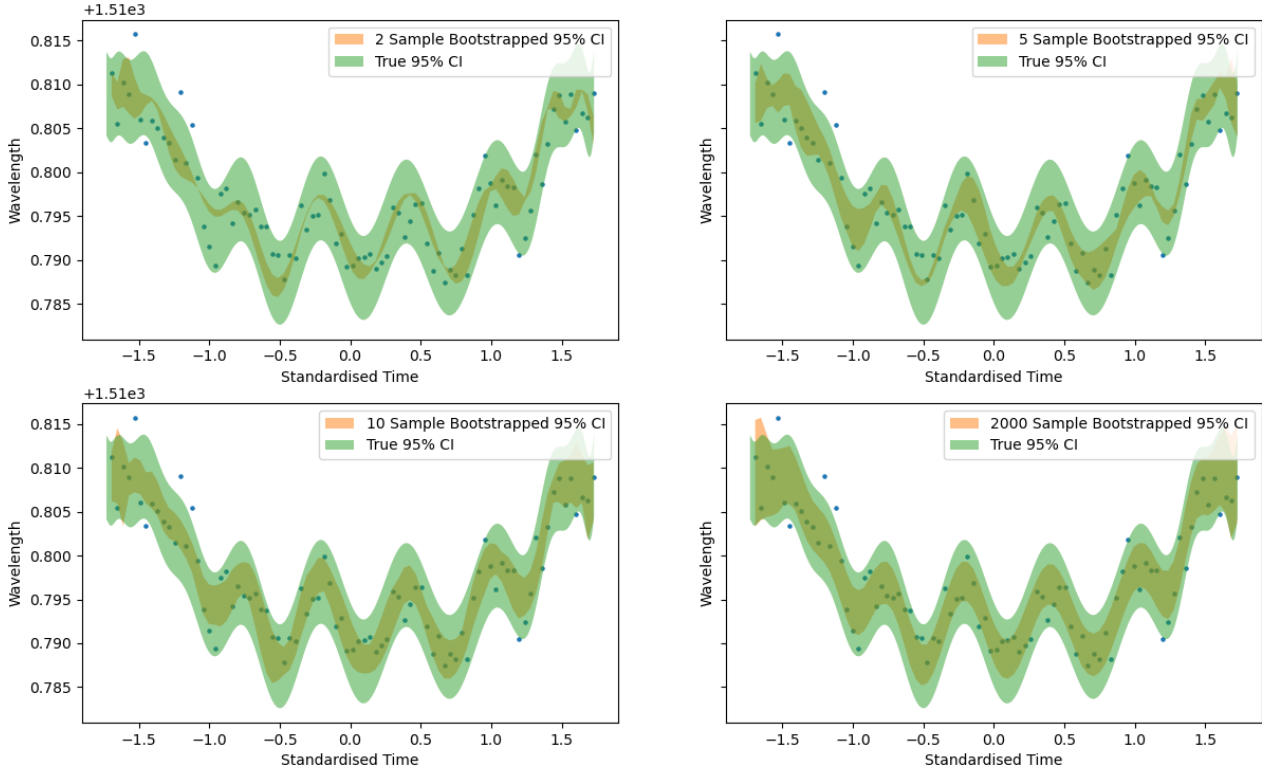 +1.51e3
0.815
0.810
0.805
0.800
0.795
0.790
0.785
Wavelength
2 Sample Bootstrapped 95% CI
True 95% CI
−1.5 −1.0 −0.5 0.0 0.5 1.0 1.5
Standardised Time
Wavelength
5 Sample Bootstrapped 95% CI
True 95% CI
−1.5 −1.0 −0.5 0.0 0.5 1.0 1.5
Standardised Time
+1.51e3
0.815
0.810
0.805
0.800
0.795
0.790
0.785
Wavelength
10 Sample Bootstrapped 95% CI
True 95% CI
−1.5 −1.0 −0.5 0.0 0.5 1.0 1.5
Standardised Time
Wavelength
2000 Sample Bootstrapped 95% CI
True 95% CI
−1.5 −1.0 −0.5 0.0 0.5 1.0 1.5
Standardised Time